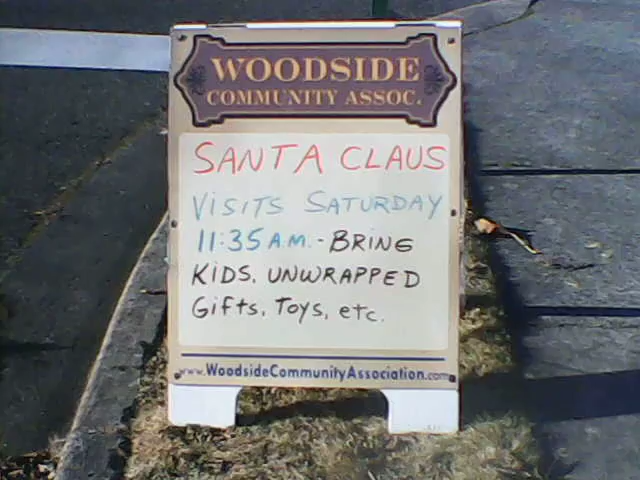 WOODSIDE
COMMUNITY ASSOC.
SANTA CLAUS
VISITS SATURDAY
11:35 A.M. - BRING
KIDS, UNWRAPPED
Gifts, Toys, etc.
www.WoodsideCommunityAssociation.com